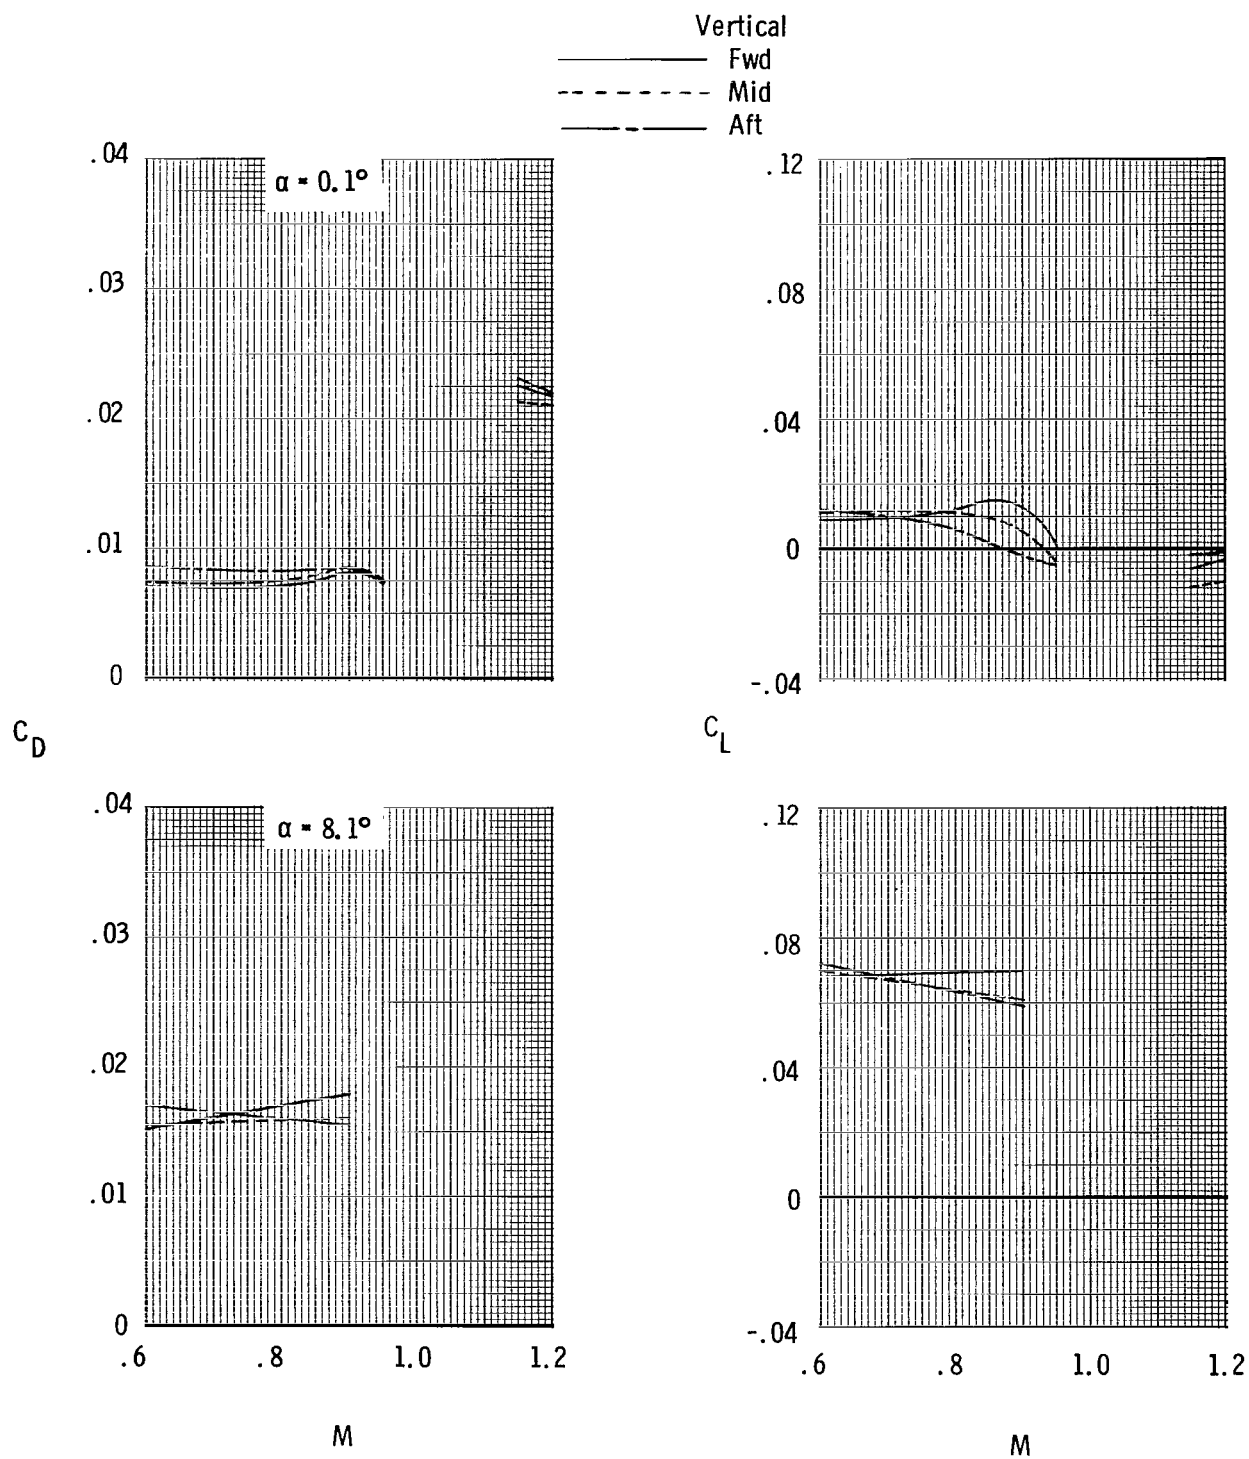 Vertical
Fwd
Mid
Aft
.04
α = 0.1°
.03
.02
.01
0
.12
.08
.04
0
-.04
C_D
C_L
.04
α = 8.1°
.03
.02
.01
0
.6 .8 1.0 1.2
M
.12
.08
.04
0
-.04
.6 .8 1.0 1.2
M